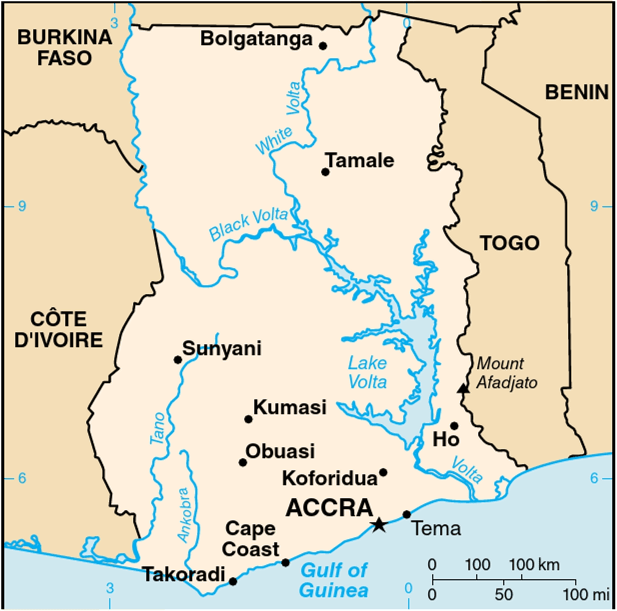 3
0
BURKINA
FASO
Bolgatanga
BENIN
Volta
White
Tamale
9
9
Black Volta
TOGO
CÔTE
D'IVOIRE
Sunyani
Lake
Volta
Mount
Afadjato
Kumasi
Tano
Ho
Obuasi
Volta
6
6
Koforidua
Ankobra
ACCRA
Tema
Cape
Coast
Takoradi
Gulf of
Guinea
0 100 100 km
0 50 100 mi
3
0